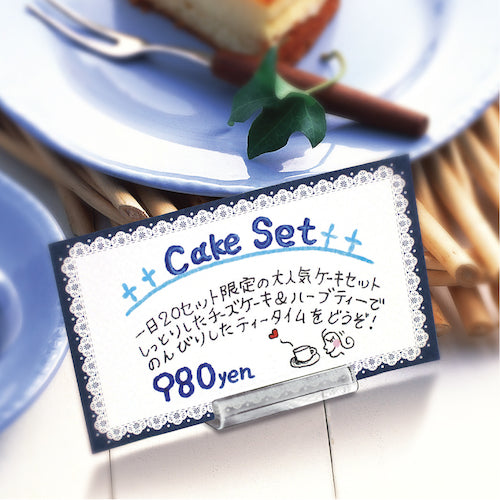 Cake Set
一日20セット限定の大人気ケーキセット
しっとりしたチーズケーキ&ハーブティーで
のんびりしたティータイムをどうぞ!
980yen